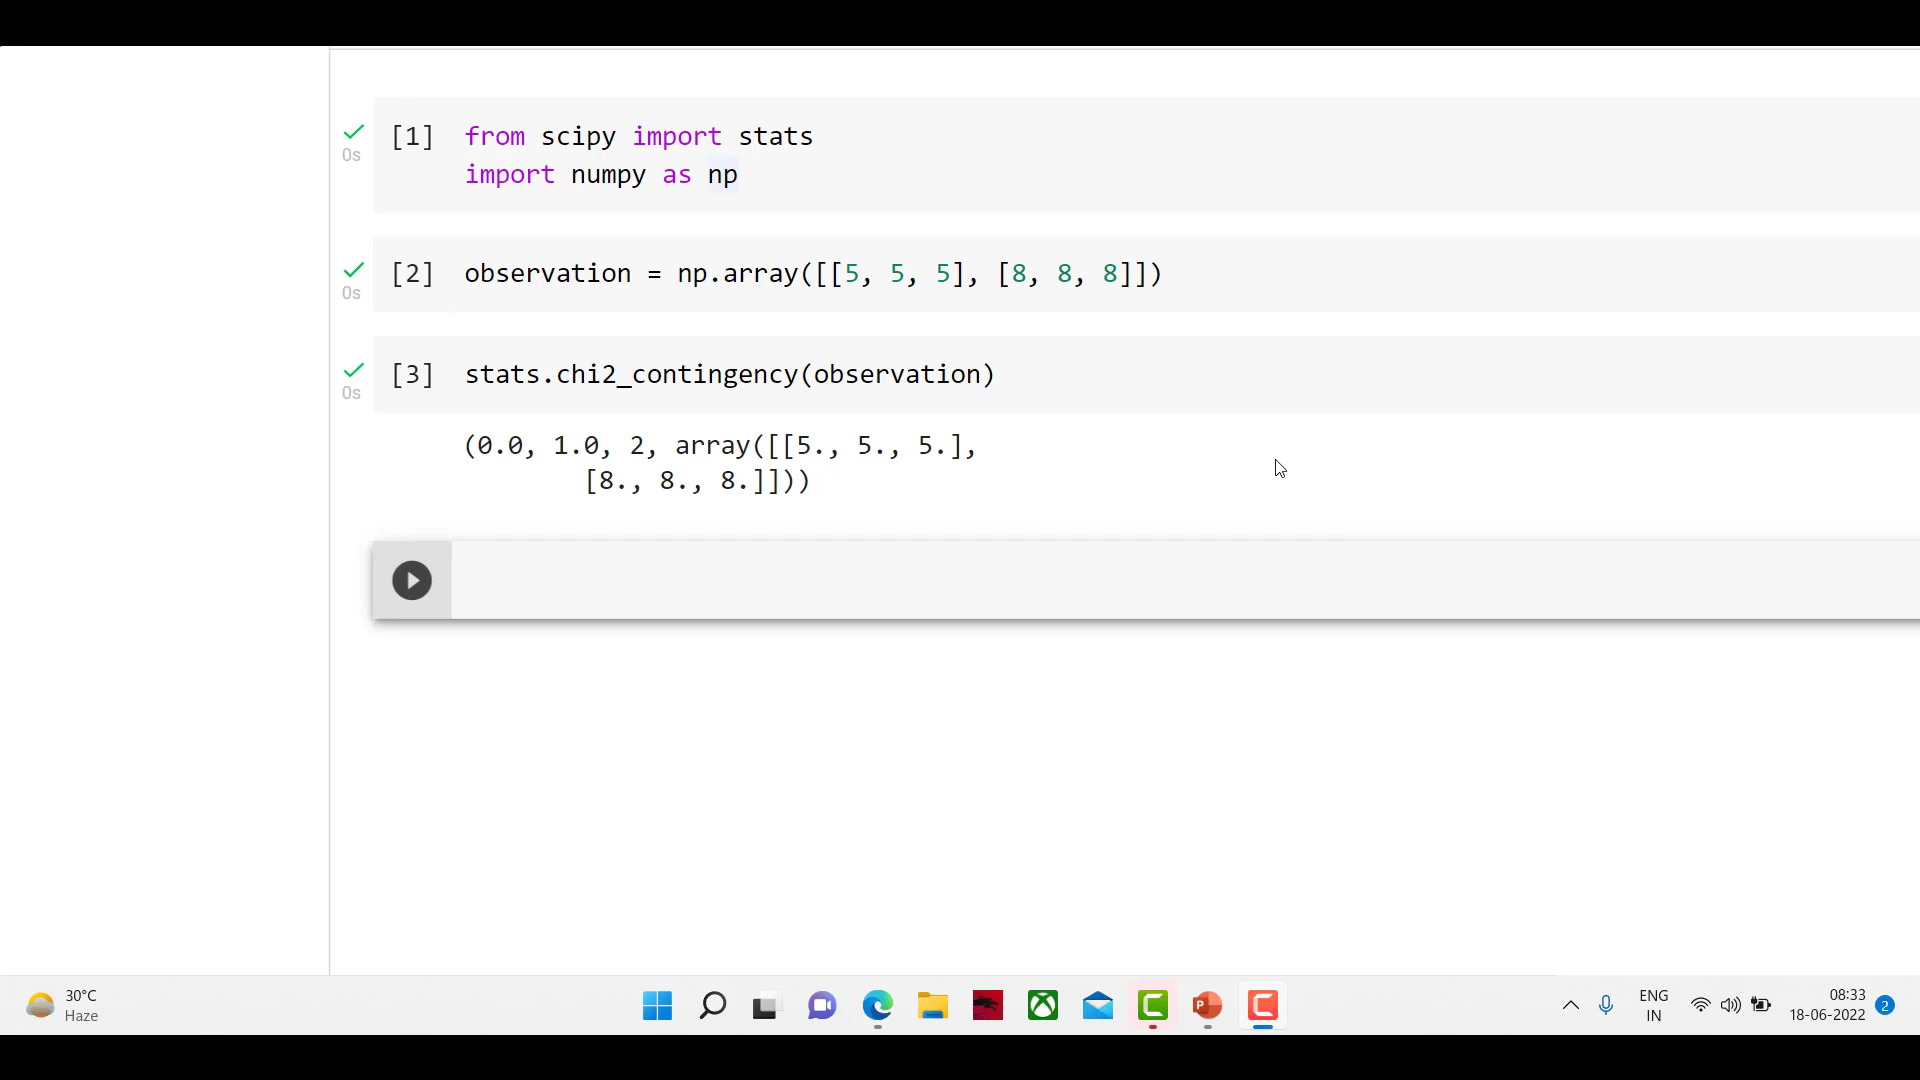 [1] from scipy import stats
import numpy as np
0s
[2] observation = np.array([[5, 5, 5], [8, 8, 8]])
0s
[3] stats.chi2_contingency(observation)
0s
(0.0, 1.0, 2, array([[5., 5., 5.],
[8., 8., 8.]]))
30°C
Haze
P
ENG
IN
08:33
18-06-2022
2